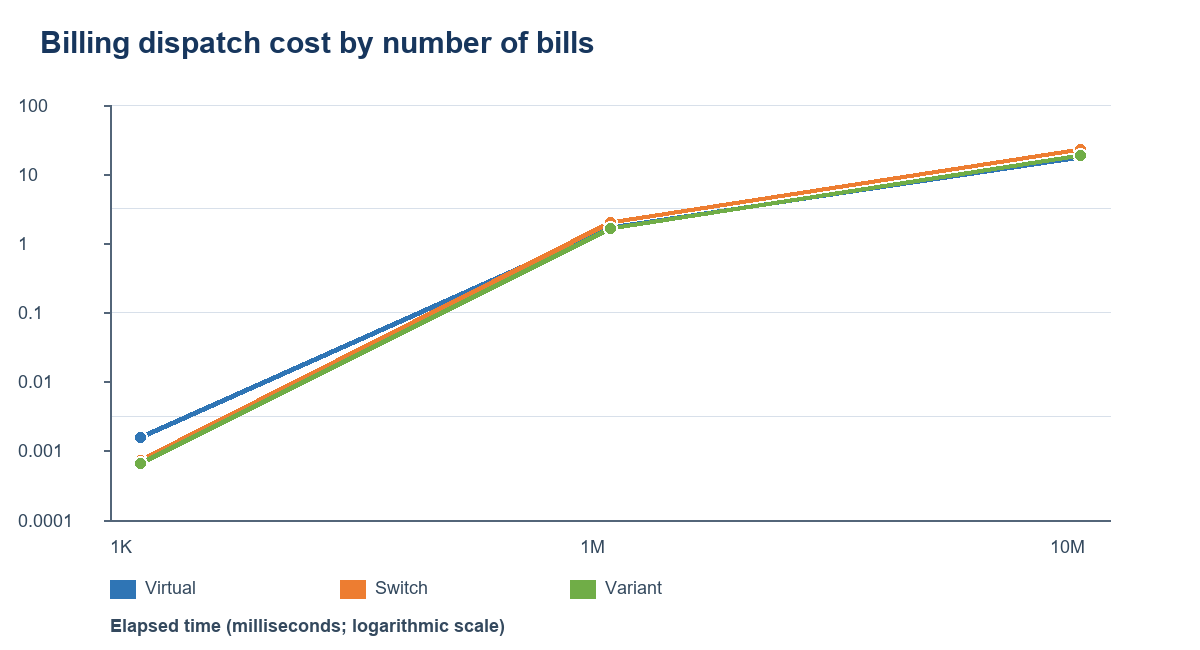 Billing dispatch cost by number of bills
100
10
1
0.1
0.01
0.001
0.0001
1K 1M 10M
Virtual Switch Variant
Elapsed time (milliseconds; logarithmic scale)